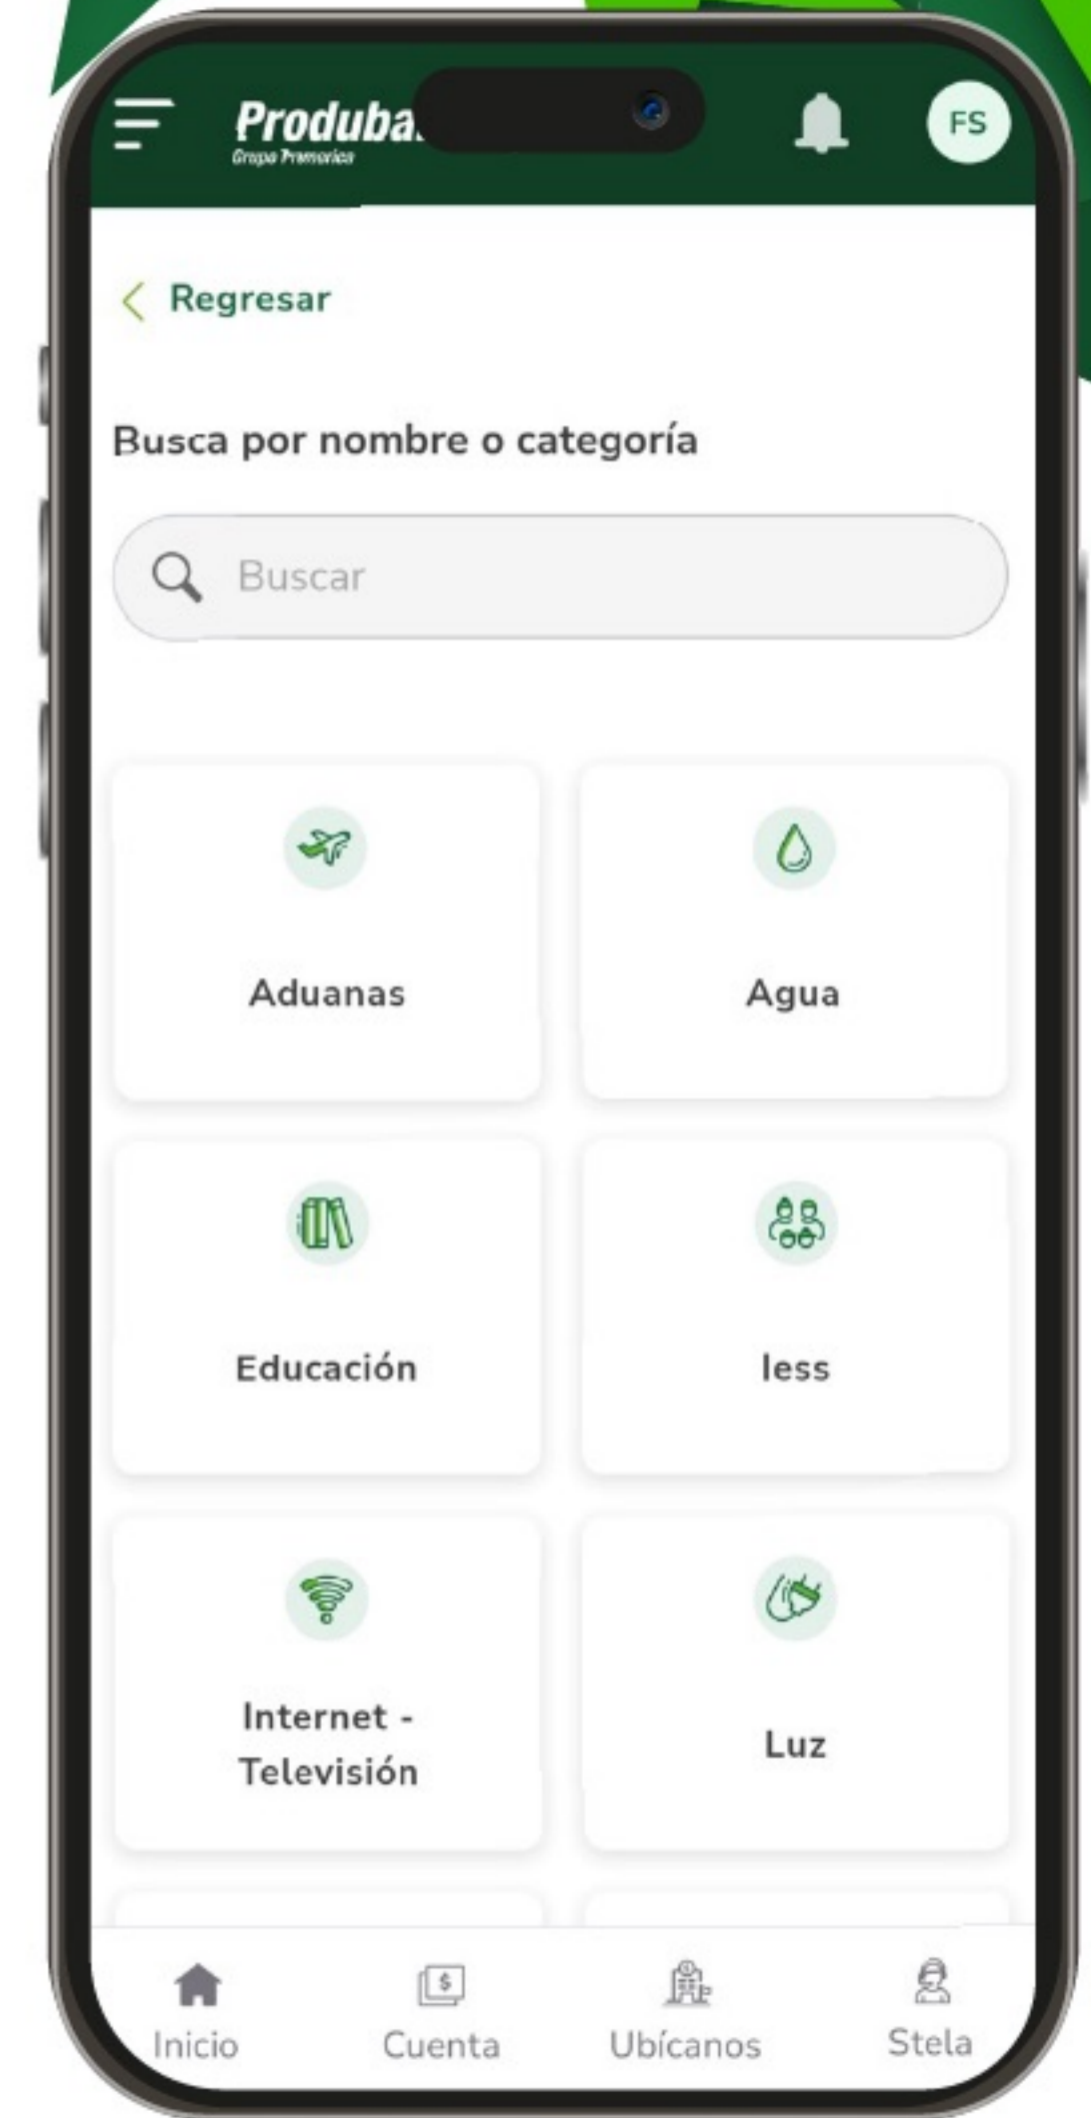 Produba
Grupo Promerica
FS
Regresar
Busca por nombre o categoría
Buscar
Aduanas
Agua
Educación
Iess
Internet -
Televisión
Luz
$
Inicio
Cuenta
Ubícanos
Stela